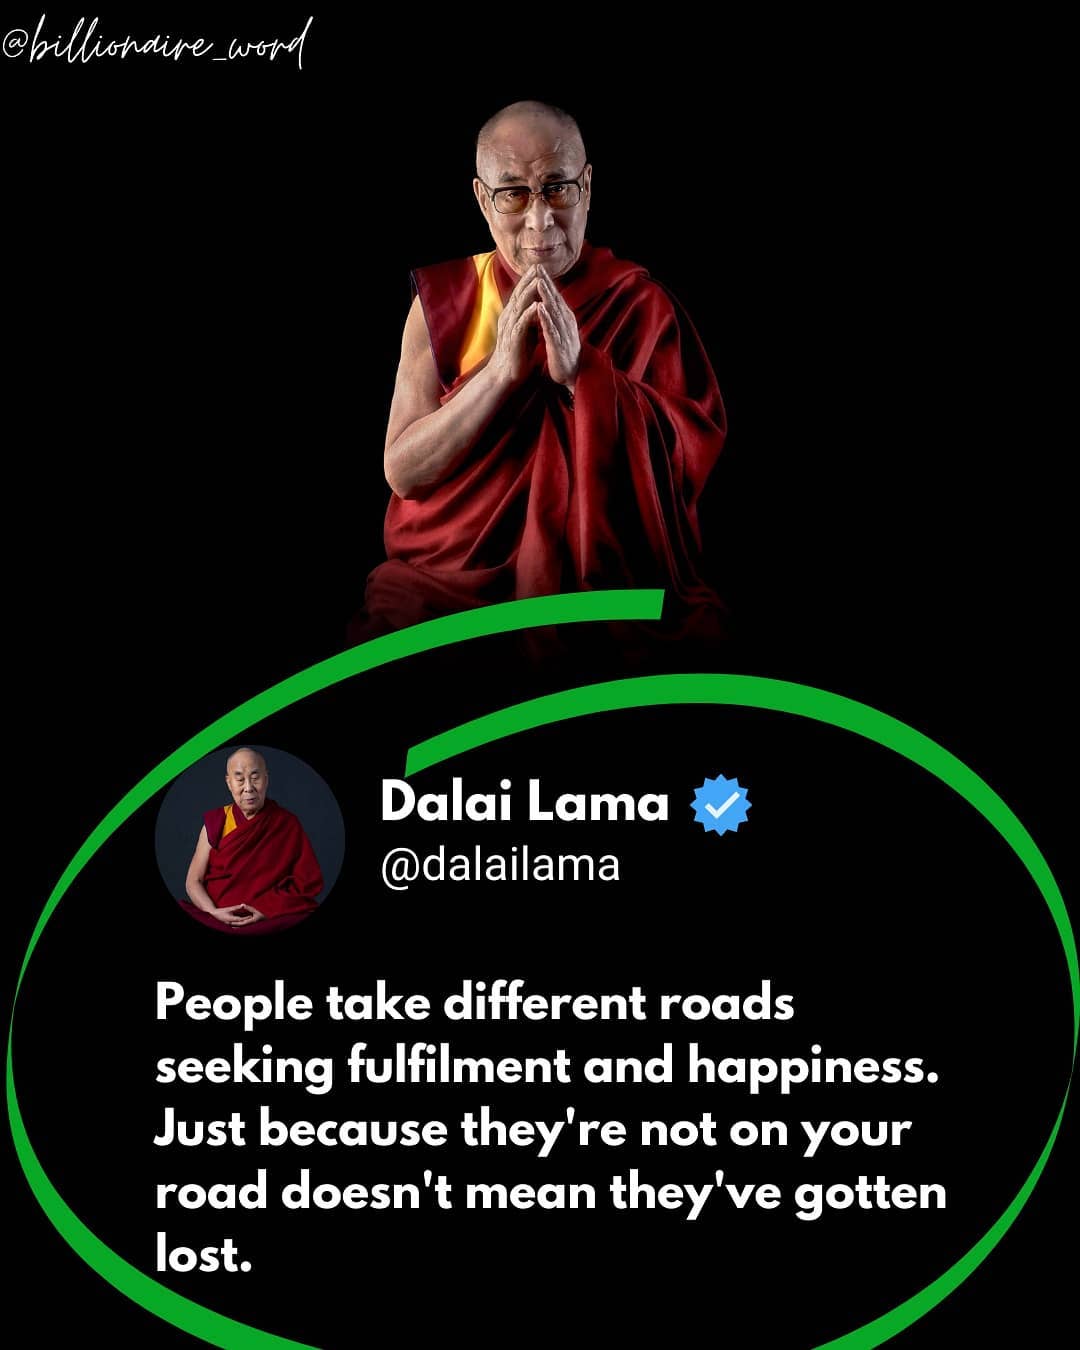 @billionaire_word
Dalai Lama
@dalailama
People take different roads
seeking fulfilment and happiness.
Just because they're not on your
road doesn't mean they've gotten
lost.